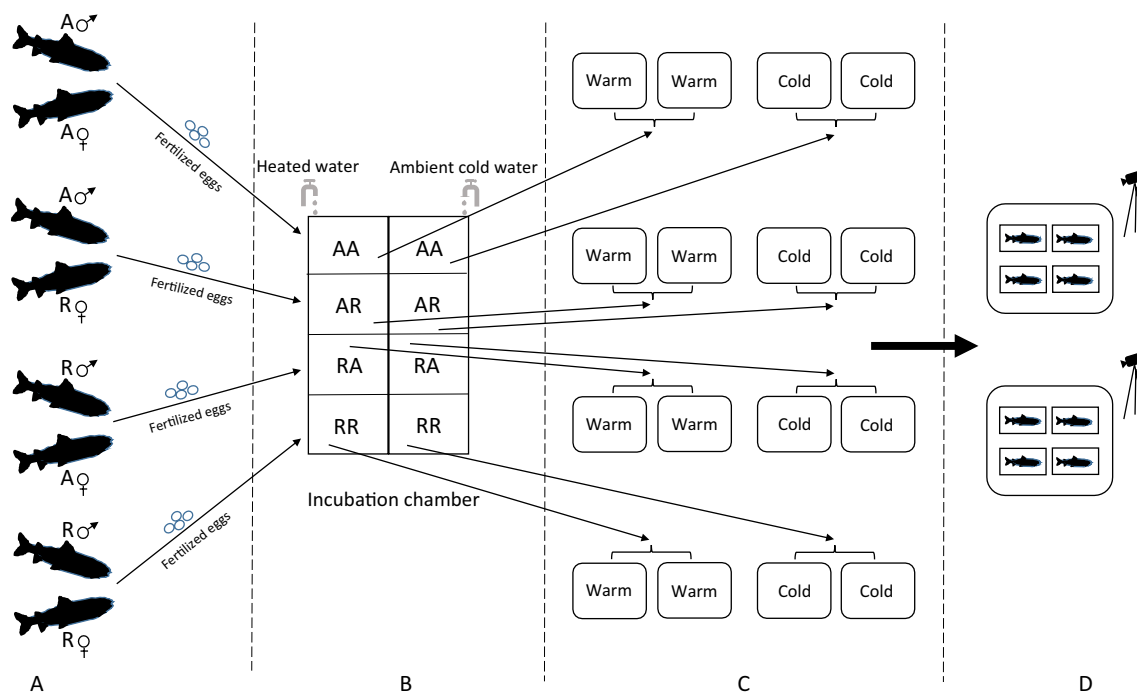 A♂
A♀
Fertilized eggs
A♂
R♀
Fertilized eggs
R♂
A♀
Fertilized eggs
R♂
R♀
Fertilized eggs
A
Heated water
Ambient cold water
AA AA
AR AR
RA RA
RR RR
Incubation chamber
B
Warm Warm Cold Cold
Warm Warm Cold Cold
Warm Warm Cold Cold
Warm Warm Cold Cold
C
D